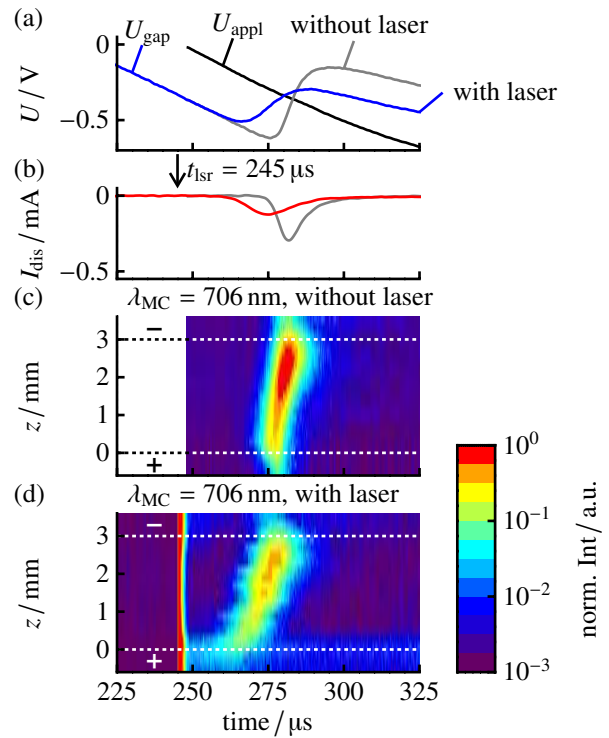 (a)
U_gap
U_appl
without laser
0
with laser
U / V
−0.5
(b)
t_lsr = 245 µs
0
I_dis / mA
−0.5
(c)
λ_MC = 706 nm, without laser
3
−
z / mm
2
1
0
+
(d)
λ_MC = 706 nm, with laser
3
−
z / mm
2
1
0
+
225
250
275
300
325
time / µs
10^0
10^−1
10^−2
10^−3
norm. Int / a.u.